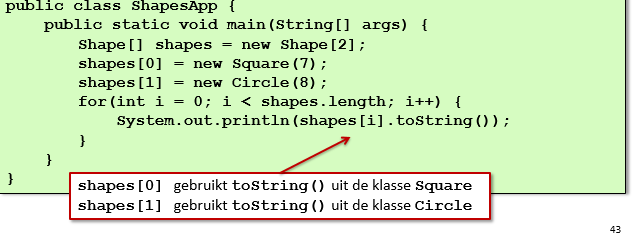 public class ShapesApp {
public static void main(String[] args) {
Shape[] shapes = new Shape[2];
shapes[0] = new Square(7);
shapes[1] = new Circle(8);
for(int i = 0; i < shapes.length; i++) {
System.out.println(shapes[i].toString());
}
}
}
shapes[0] gebruikt toString() uit de klasse Square
shapes[1] gebruikt toString() uit de klasse Circle
43